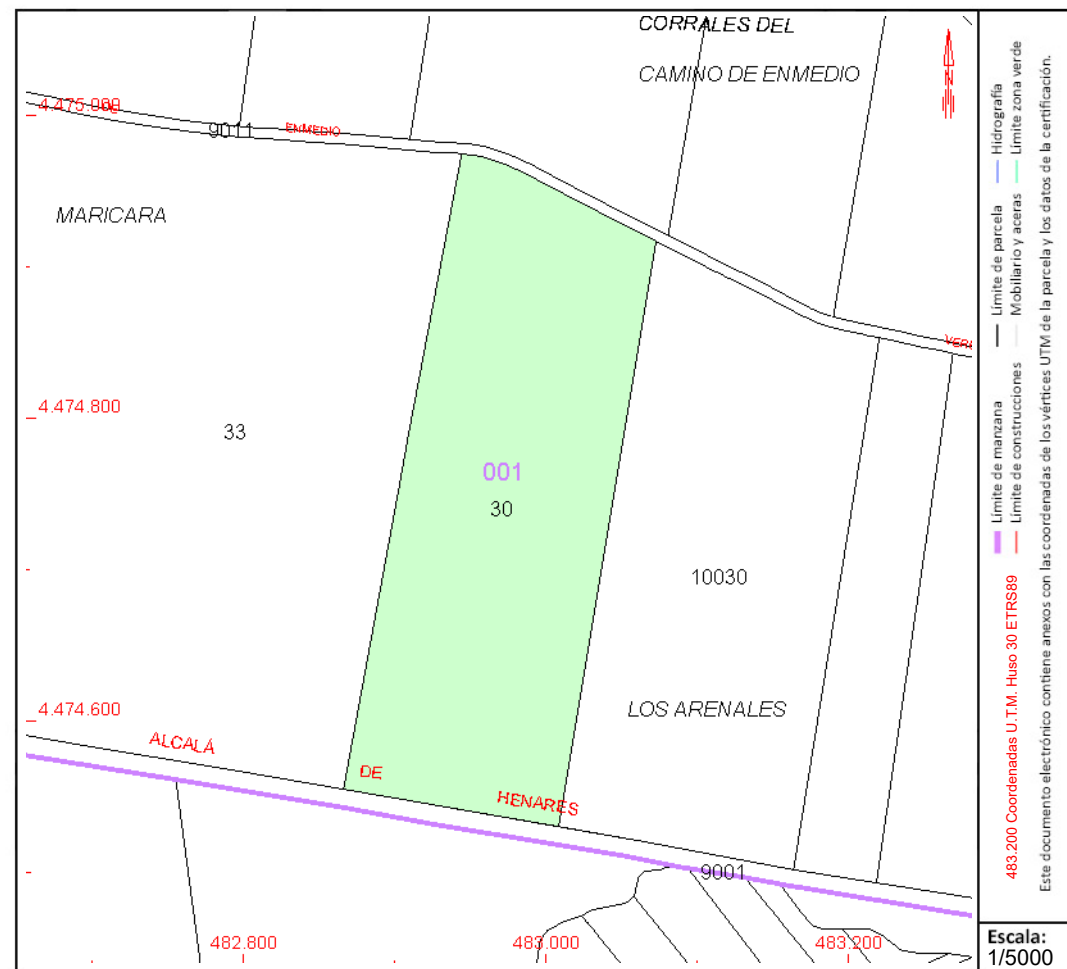 CORRALES DEL
CAMINO DE ENMEDIO
N
4.475.000
9011
ENMEDIO
MARICARA
4.474.800
33
001
30
10030
4.474.600
LOS ARENALES
ALCALÁ
DE
HENARES
9001
482.800
483.000
483.200
Límite de manzana
Límite de parcela
Hidrografía
Límite de construcciones
Mobiliario y aceras
Límite zona verde
483.200 Coordenadas U.T.M. Huso 30 ETRS89
Este documento electrónico contiene anexos con las coordenadas de los vértices UTM de la parcela y los datos de la certificación.
Escala:
1/5000